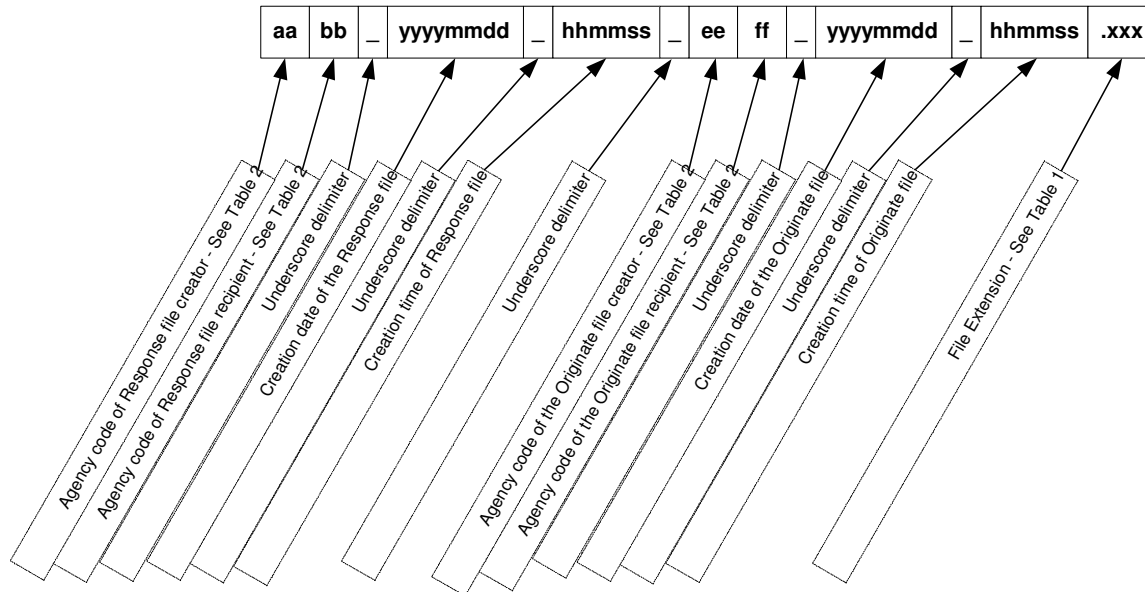 aa bb _ yyyymmdd _ hhmmss _ ee ff _ yyyymmdd _ hhmmss .xxx
Agency code of Response file creator - See Table 2
Agency code of Response file recipient - See Table 2
Underscore delimiter
Creation date of the Response file
Underscore delimiter
Creation time of Response file
Underscore delimiter
Agency code of the Originate file creator - See Table 2
Agency code of the Originate file recipient - See Table 2
Underscore delimiter
Creation date of the Originate file
Underscore delimiter
Creation time of Originate file
File Extension - See Table 1